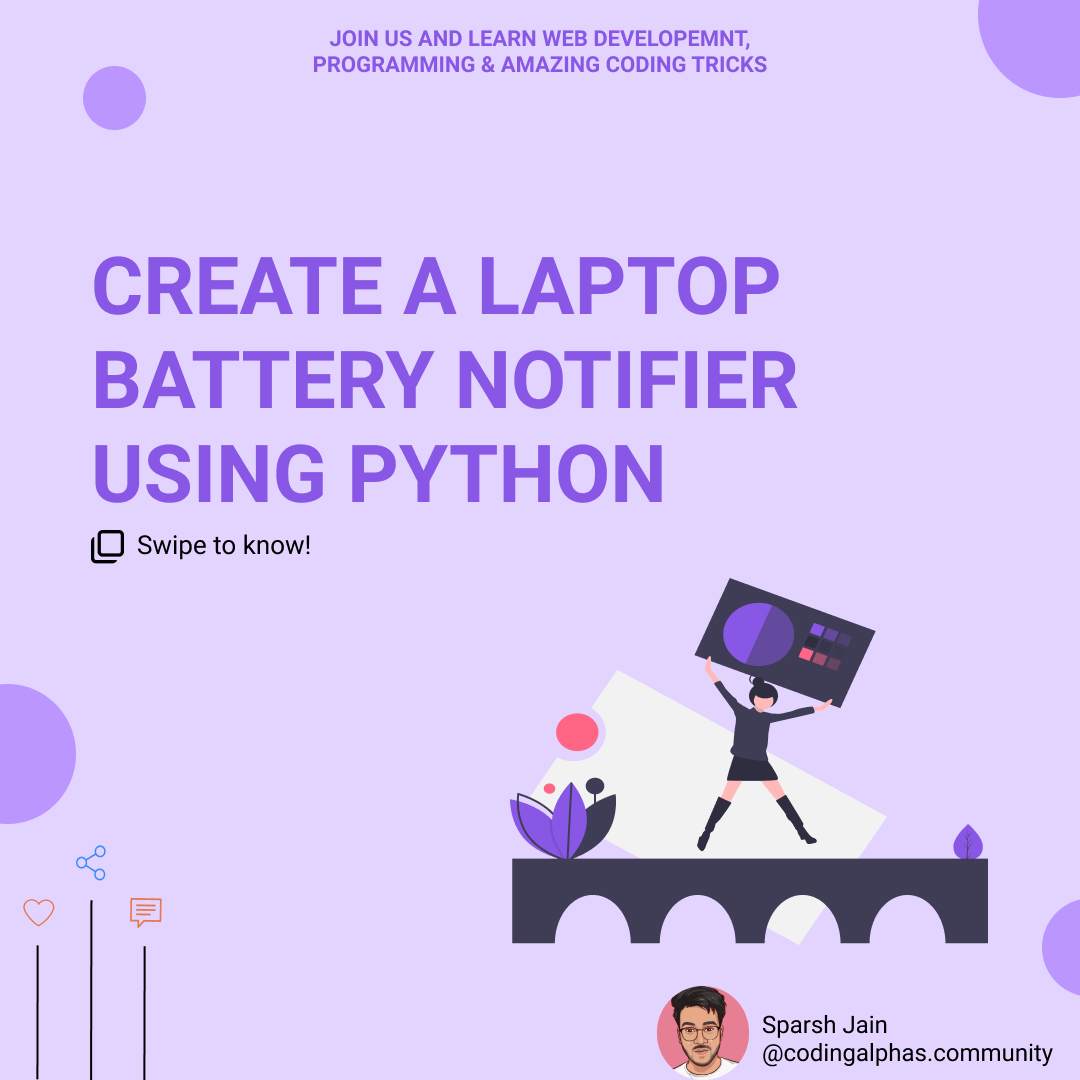 JOIN US AND LEARN WEB DEVELOPEMNT,
PROGRAMMING & AMAZING CODING TRICKS
CREATE A LAPTOP
BATTERY NOTIFIER
USING PYTHON
Swipe to know!
Sparsh Jain
@codingalphas.community